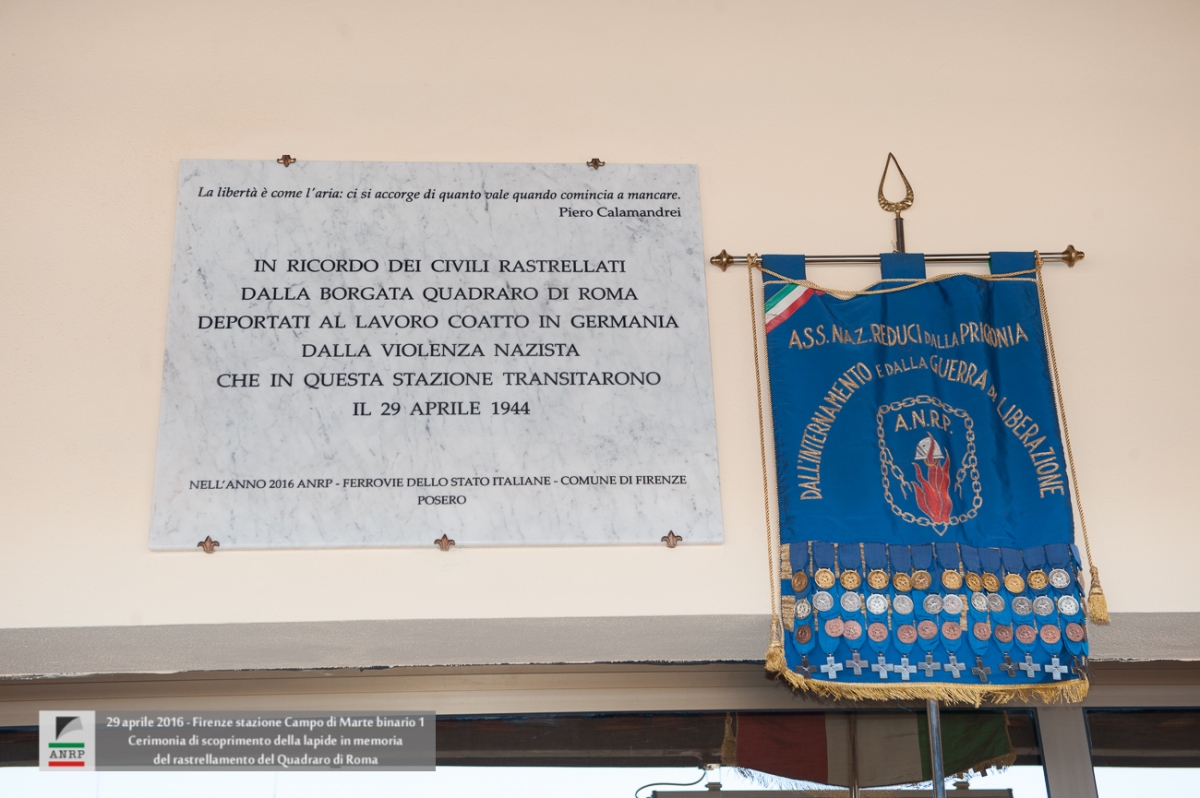 La libertà è come l'aria: ci si accorge di quanto vale quando comincia a mancare.
Piero Calamandrei
IN RICORDO DEI CIVILI RASTRELLATI
DALLA BORGATA QUADRARO DI ROMA
DEPORTATI AL LAVORO COATTO IN GERMANIA
DALLA VIOLENZA NAZISTA
CHE IN QUESTA STAZIONE TRANSITARONO
IL 29 APRILE 1944
NELL'ANNO 2016 ANRP - FERROVIE DELLO STATO ITALIANE - COMUNE DI FIRENZE
POSERO
ASS. NAZ. REDUCI DALLA PRIGIONIA
DALL'INTERNAMENTO E DALLA GUERRA DI LIBERAZIONE
A.N.R.P.
ANRP
29 aprile 2016 - Firenze stazione Campo di Marte binario 1
Cerimonia di scoprimento della lapide in memoria
del rastrellamento del Quadraro di Roma